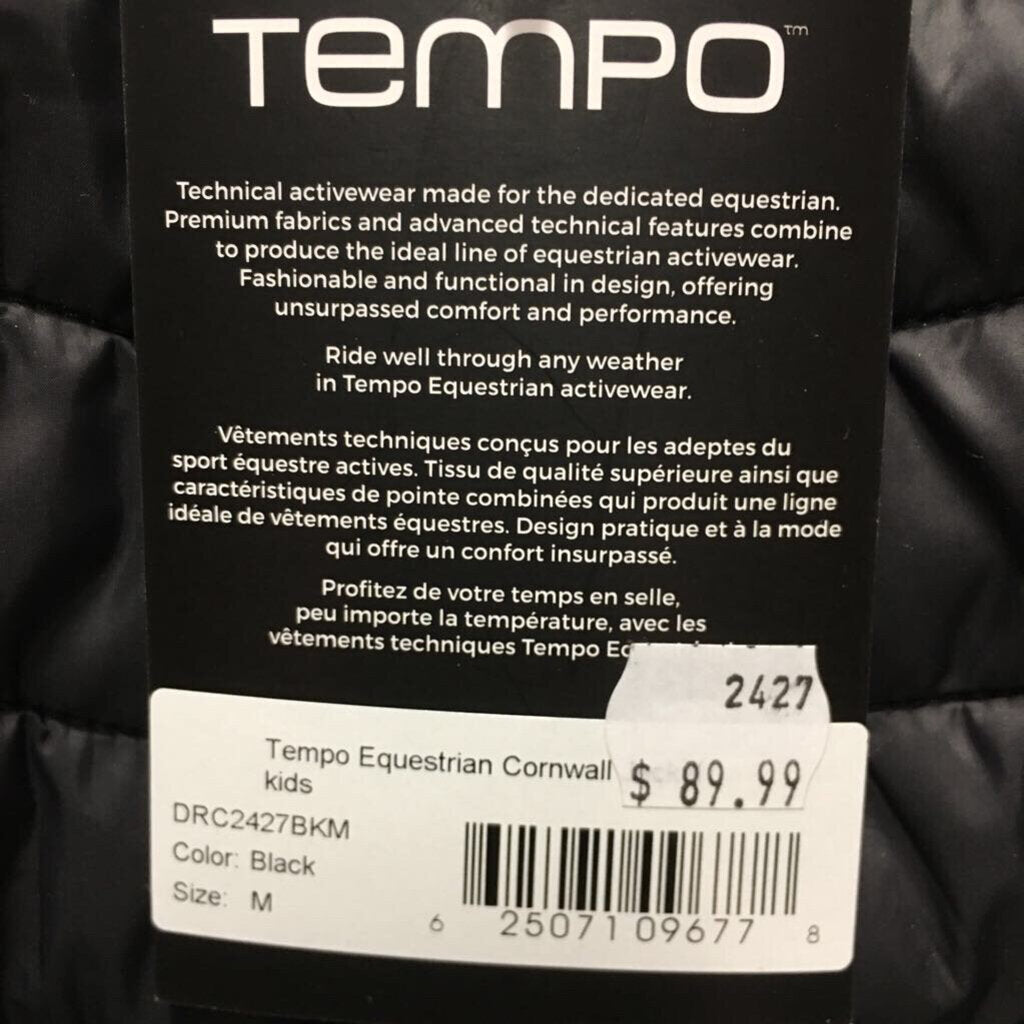 TEMPO™
Technical activewear made for the dedicated equestrian.
Premium fabrics and advanced technical features combine
to produce the ideal line of equestrian activewear.
Fashionable and functional in design, offering
unsurpassed comfort and performance.
Ride well through any weather
in Tempo Equestrian activewear.
Vêtements techniques conçus pour les adeptes du
sport équestre actives. Tissu de qualité supérieure ainsi que
caractéristiques de pointe combinées qui produit une ligne
idéale de vêtements équestres. Design pratique et à la mode
qui offre un confort insurpassé.
Profitez de votre temps en selle,
peu importe la température, avec les
vêtements techniques Tempo
2427
$ 89.99
Tempo Equestrian Cornwall
kids
DRC2427BKM
Color: Black
Size: M
6 25071 09677 8